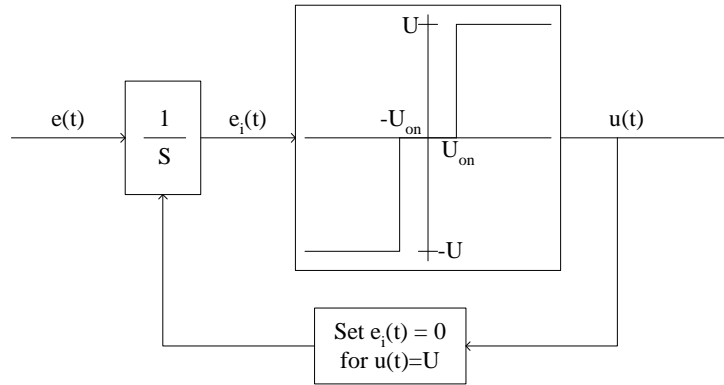 U
e(t)
1
S
e_i(t)
-U_on
U_on
u(t)
-U
Set e_i(t) = 0
for u(t)=U